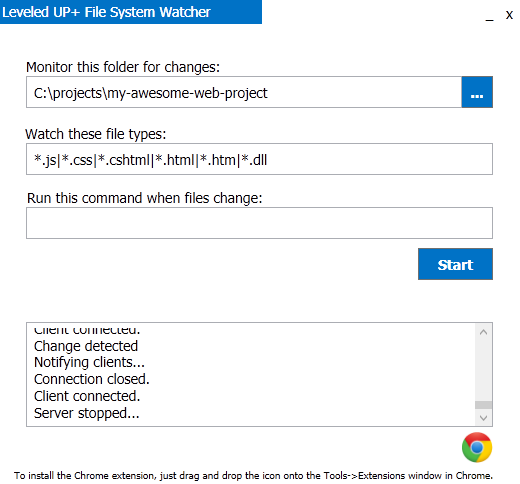 Leveled UP+ File System Watcher
_ X
Monitor this folder for changes:
C:\projects\my-awesome-web-project
...
Watch these file types:
*.js|*.css|*.cshtml|*.html|*.htm|*.dll
Run this command when files change:
Start
Client connected.
Change detected
Notifying clients...
Connection closed.
Client connected.
Server stopped...
To install the Chrome extension, just drag and drop the icon onto the Tools->Extensions window in Chrome.